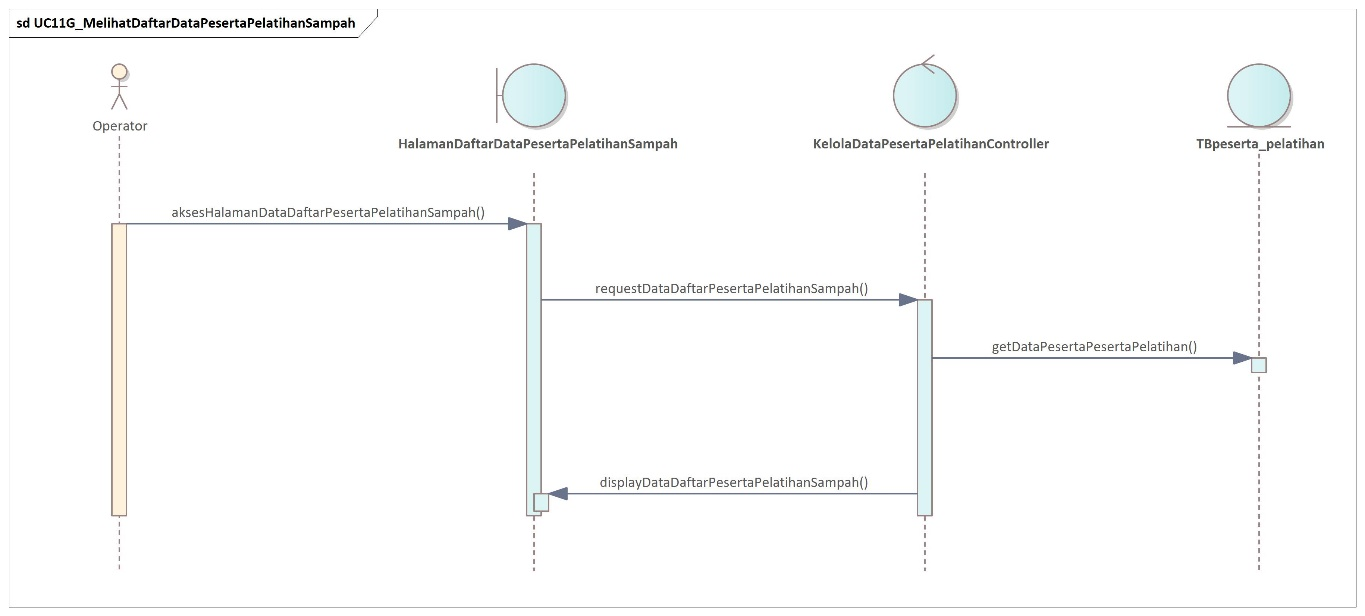 sd UC11G_MelihatDaftarDataPesertaPelatihanSampah
Operator
HalamanDaftarDataPesertaPelatihanSampah
KelolaDataPesertaPelatihanController
TBpeserta_pelatihan
aksesHalamanDataDaftarPesertaPelatihanSampah()
requestDataDaftarPesertaPelatihanSampah()
getDataPesertaPesertaPelatihan()
displayDataDaftarPesertaPelatihanSampah()